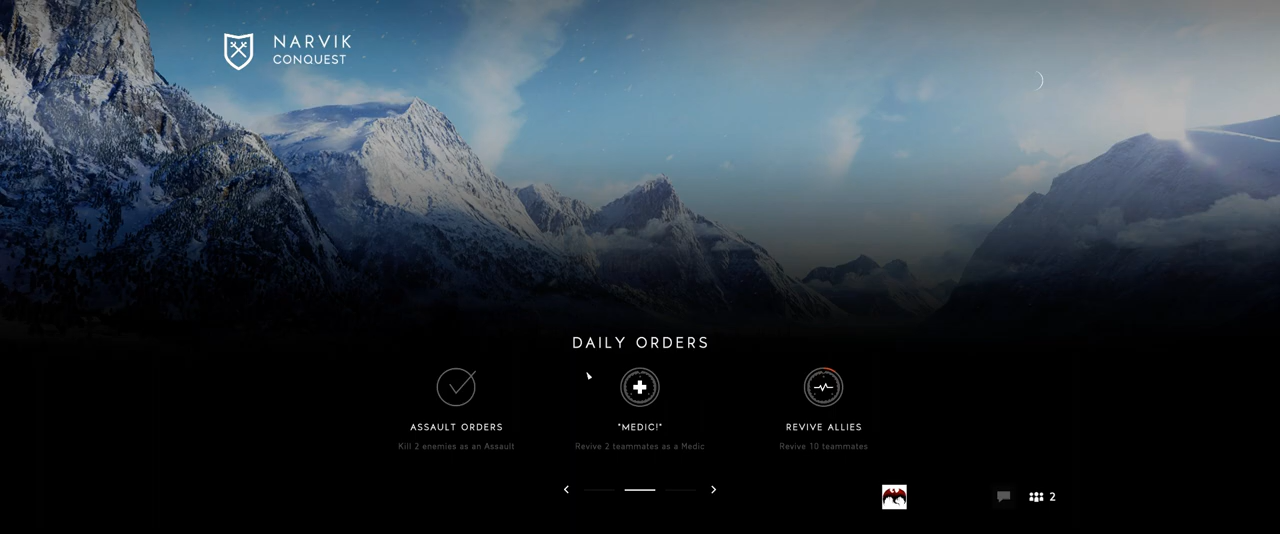 NARVIK
CONQUEST
DAILY ORDERS
ASSAULT ORDERS
Kill 2 enemies as an Assault
"MEDIC!"
Revive 2 teammates as a Medic
REVIVE ALLIES
Revive 10 teammates
2